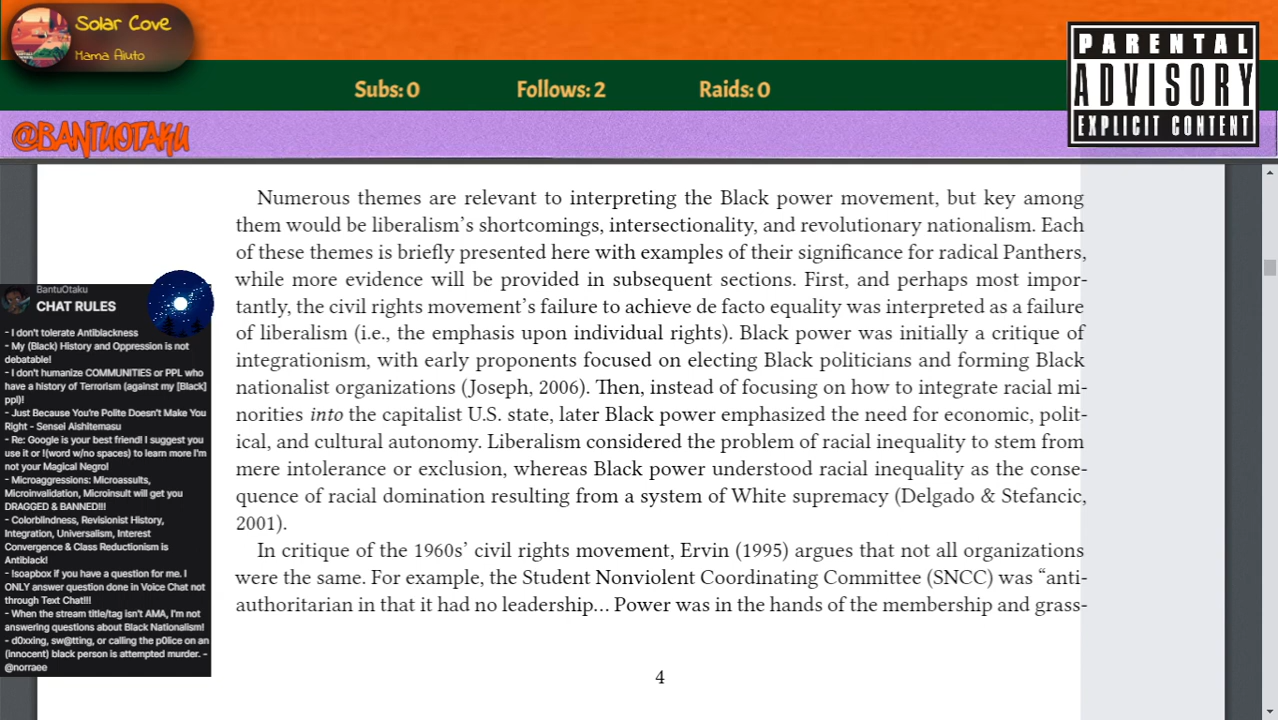 Solar Cove
Mama Aiuto
PARENTAL
ADVISORY
EXPLICIT CONTENT
Subs: 0
Follows: 2
Raids: 0
@BANTUOTAKU
Numerous themes are relevant to interpreting the Black power movement, but key among
them would be liberalism's shortcomings, intersectionality, and revolutionary nationalism. Each
of these themes is briefly presented here with examples of their significance for radical Panthers,
while more evidence will be provided in subsequent sections. First, and perhaps most impor-
tantly, the civil rights movement's failure to achieve de facto equality was interpreted as a failure
of liberalism (i.e., the emphasis upon individual rights). Black power was initially a critique of
integrationism, with early proponents focused on electing Black politicians and forming Black
nationalist organizations (Joseph, 2006). Then, instead of focusing on how to integrate racial mi-
norities into the capitalist U.S. state, later Black power emphasized the need for economic, polit-
ical, and cultural autonomy. Liberalism considered the problem of racial inequality to stem from
mere intolerance or exclusion, whereas Black power understood racial inequality as the conse-
quence of racial domination resulting from a system of White supremacy (Delgado & Stefancic,
2001).
In critique of the 1960s' civil rights movement, Ervin (1995) argues that not all organizations
were the same. For example, the Student Nonviolent Coordinating Committee (SNCC) was “anti-
authoritarian in that it had no leadership… Power was in the hands of the membership and grass-
4
BantuOtaku
CHAT RULES
- I don't tolerate Antiblackness
- My (Black) History and Oppression is not
debatable!
- I don't humanize COMMUNITIES or PPL who
have a history of Terrorism (against my [Black]
ppl)!
- Just Because You're Polite Doesn't Make You
Right - Sensei Aishitemasu
- Re: Google is your best friend! I suggest you
use it or !(word w/no spaces) to learn more I'm
not your Magical Negro!
- Microaggressions: Microassults,
Microinvalidation, Microinsult will get you
DRAGGED & BANNED!!!
- Colorblindness, Revisionist History,
Integration, Universalism, Interest
Convergence & Class Reductionism is
Antiblack!
- !soapbox if you have a question for me. I
ONLY answer question done in Voice Chat not
through Text Chat!!!
- When the stream title/tag isn't AMA, I'm not
answering questions about Black Nationalism!
- d0xxing, sw@tting, or calling the p0lice on an
(innocent) black person is attempted murder. -
@norraee